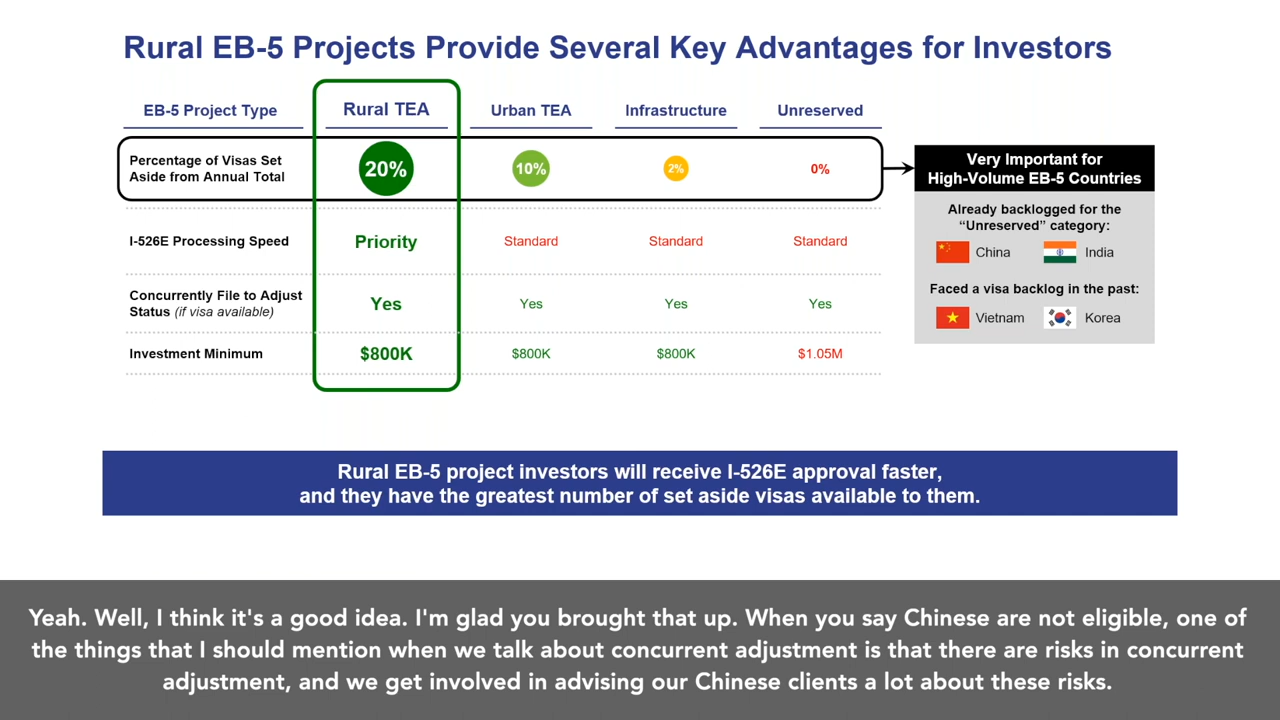 Rural EB-5 Projects Provide Several Key Advantages for Investors
EB-5 Project Type
Rural TEA
Urban TEA
Infrastructure
Unreserved
Percentage of Visas Set
Aside from Annual Total
20%
10%
2%
0%
I-526E Processing Speed
Priority
Standard
Standard
Standard
Concurrently File to Adjust
Status (if visa available)
Yes
Yes
Yes
Yes
Investment Minimum
$800K
$800K
$800K
$1.05M
Very Important for
High-Volume EB-5 Countries
Already backlogged for the
“Unreserved” category:
China
India
Faced a visa backlog in the past:
Vietnam
Korea
Rural EB-5 project investors will receive I-526E approval faster,
and they have the greatest number of set aside visas available to them.
Yeah. Well, I think it's a good idea. I'm glad you brought that up. When you say Chinese are not eligible, one of
the things that I should mention when we talk about concurrent adjustment is that there are risks in concurrent
adjustment, and we get involved in advising our Chinese clients a lot about these risks.